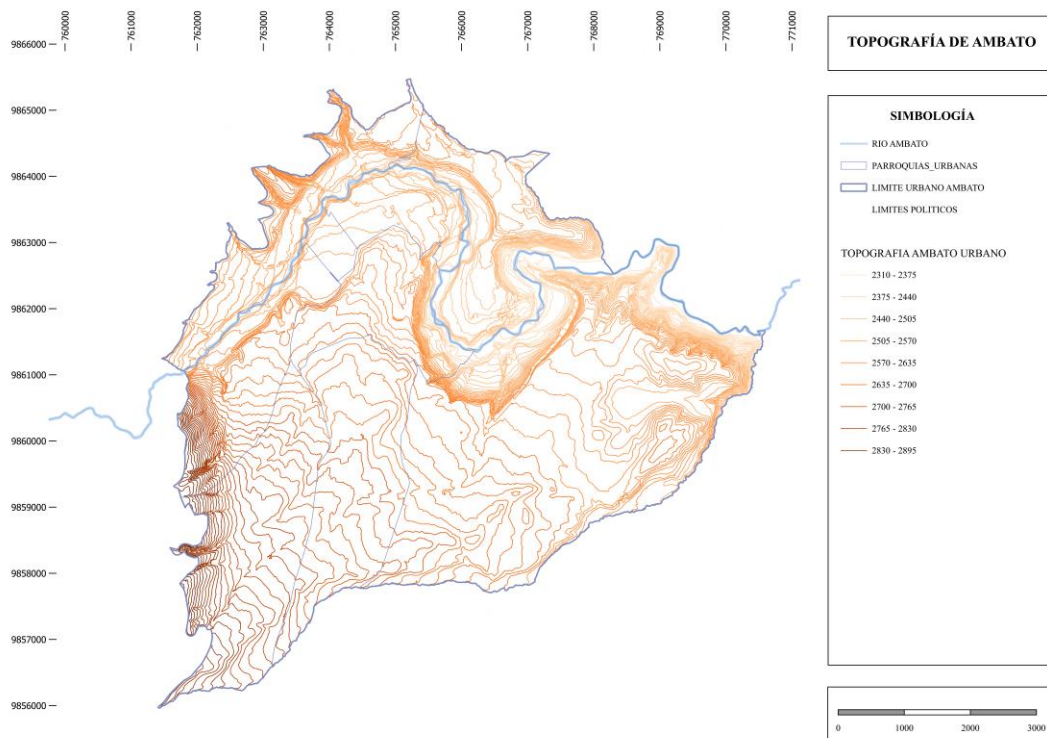 760000
761000
762000
763000
764000
765000
766000
767000
768000
769000
770000
771000
9866000
9865000
9864000
9863000
9862000
9861000
9860000
9859000
9858000
9857000
9856000
TOPOGRAFÍA DE AMBATO
SIMBOLOGÍA
RIO AMBATO
PARROQUIAS_URBANAS
LIMITE URBANO AMBATO
LIMITES POLITICOS
TOPOGRAFIA AMBATO URBANO
2310 - 2375
2375 - 2440
2440 - 2505
2505 - 2570
2570 - 2635
2635 - 2700
2700 - 2765
2765 - 2830
2830 - 2895
0 1000 2000 3000